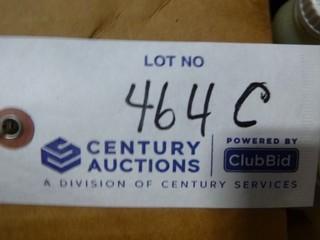 LOT NO
464 C
CENTURY AUCTIONS
POWERED BY
ClubBid
A DIVISION OF CENTURY SERVICES